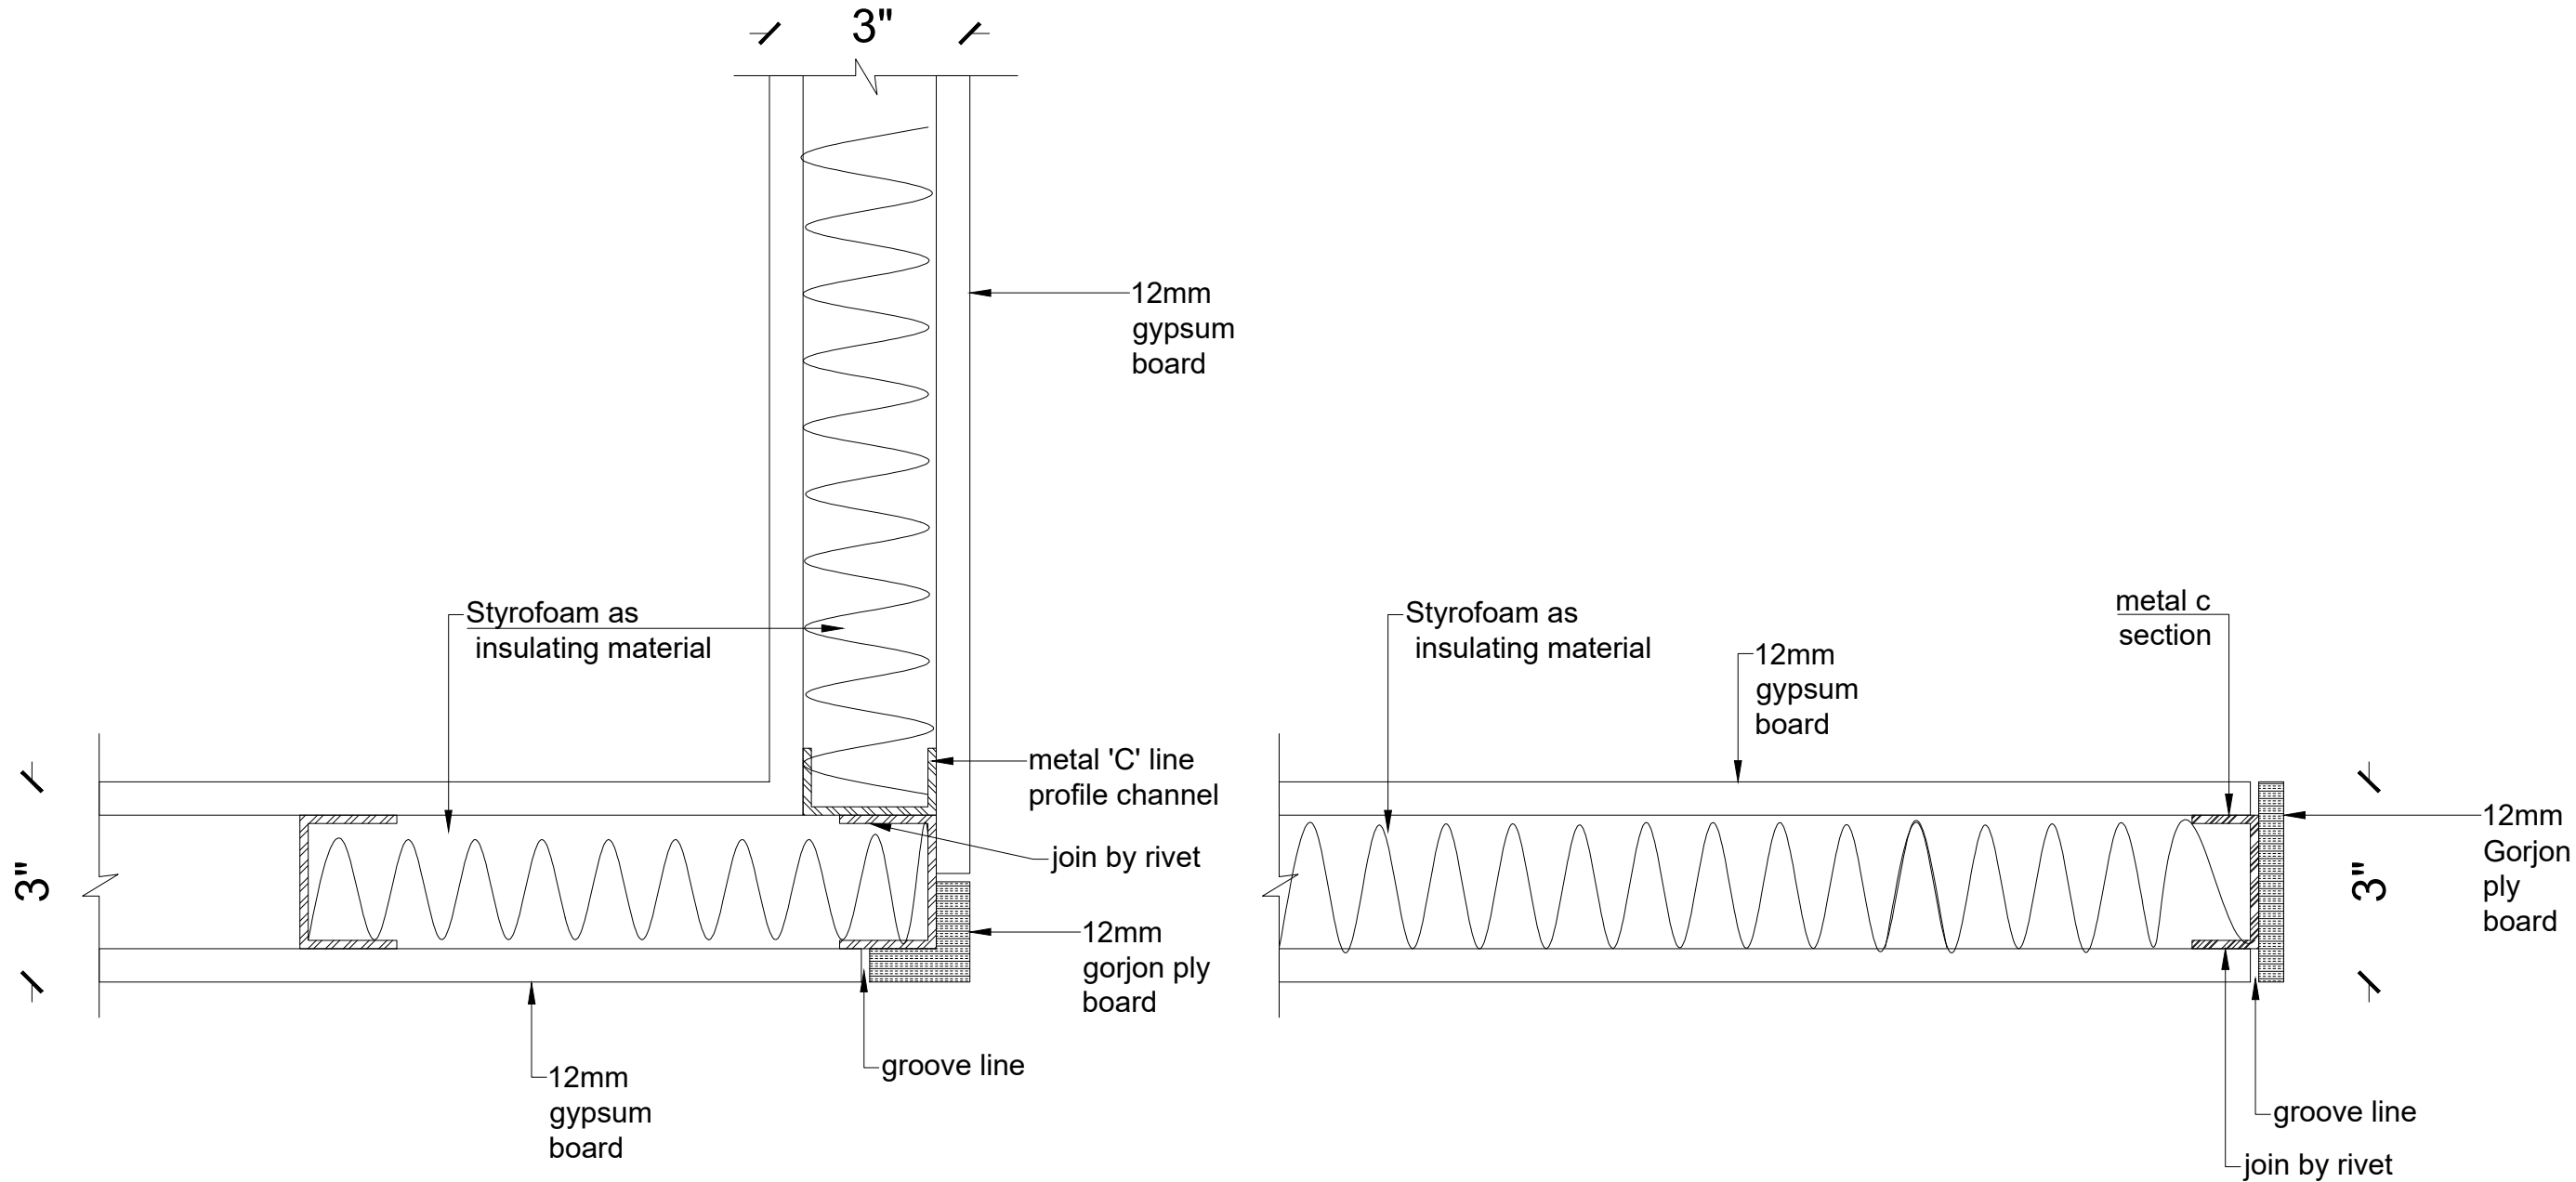 3"
12mm
gypsum
board
Styrofoam as
insulating material
metal 'C' line
profile channel
join by rivet
3"
12mm
gorjon ply
board
groove line
12mm
gypsum
board
Styrofoam as
insulating material
12mm
gypsum
board
metal c
section
12mm
Gorjon
ply
board
3"
groove line
join by rivet